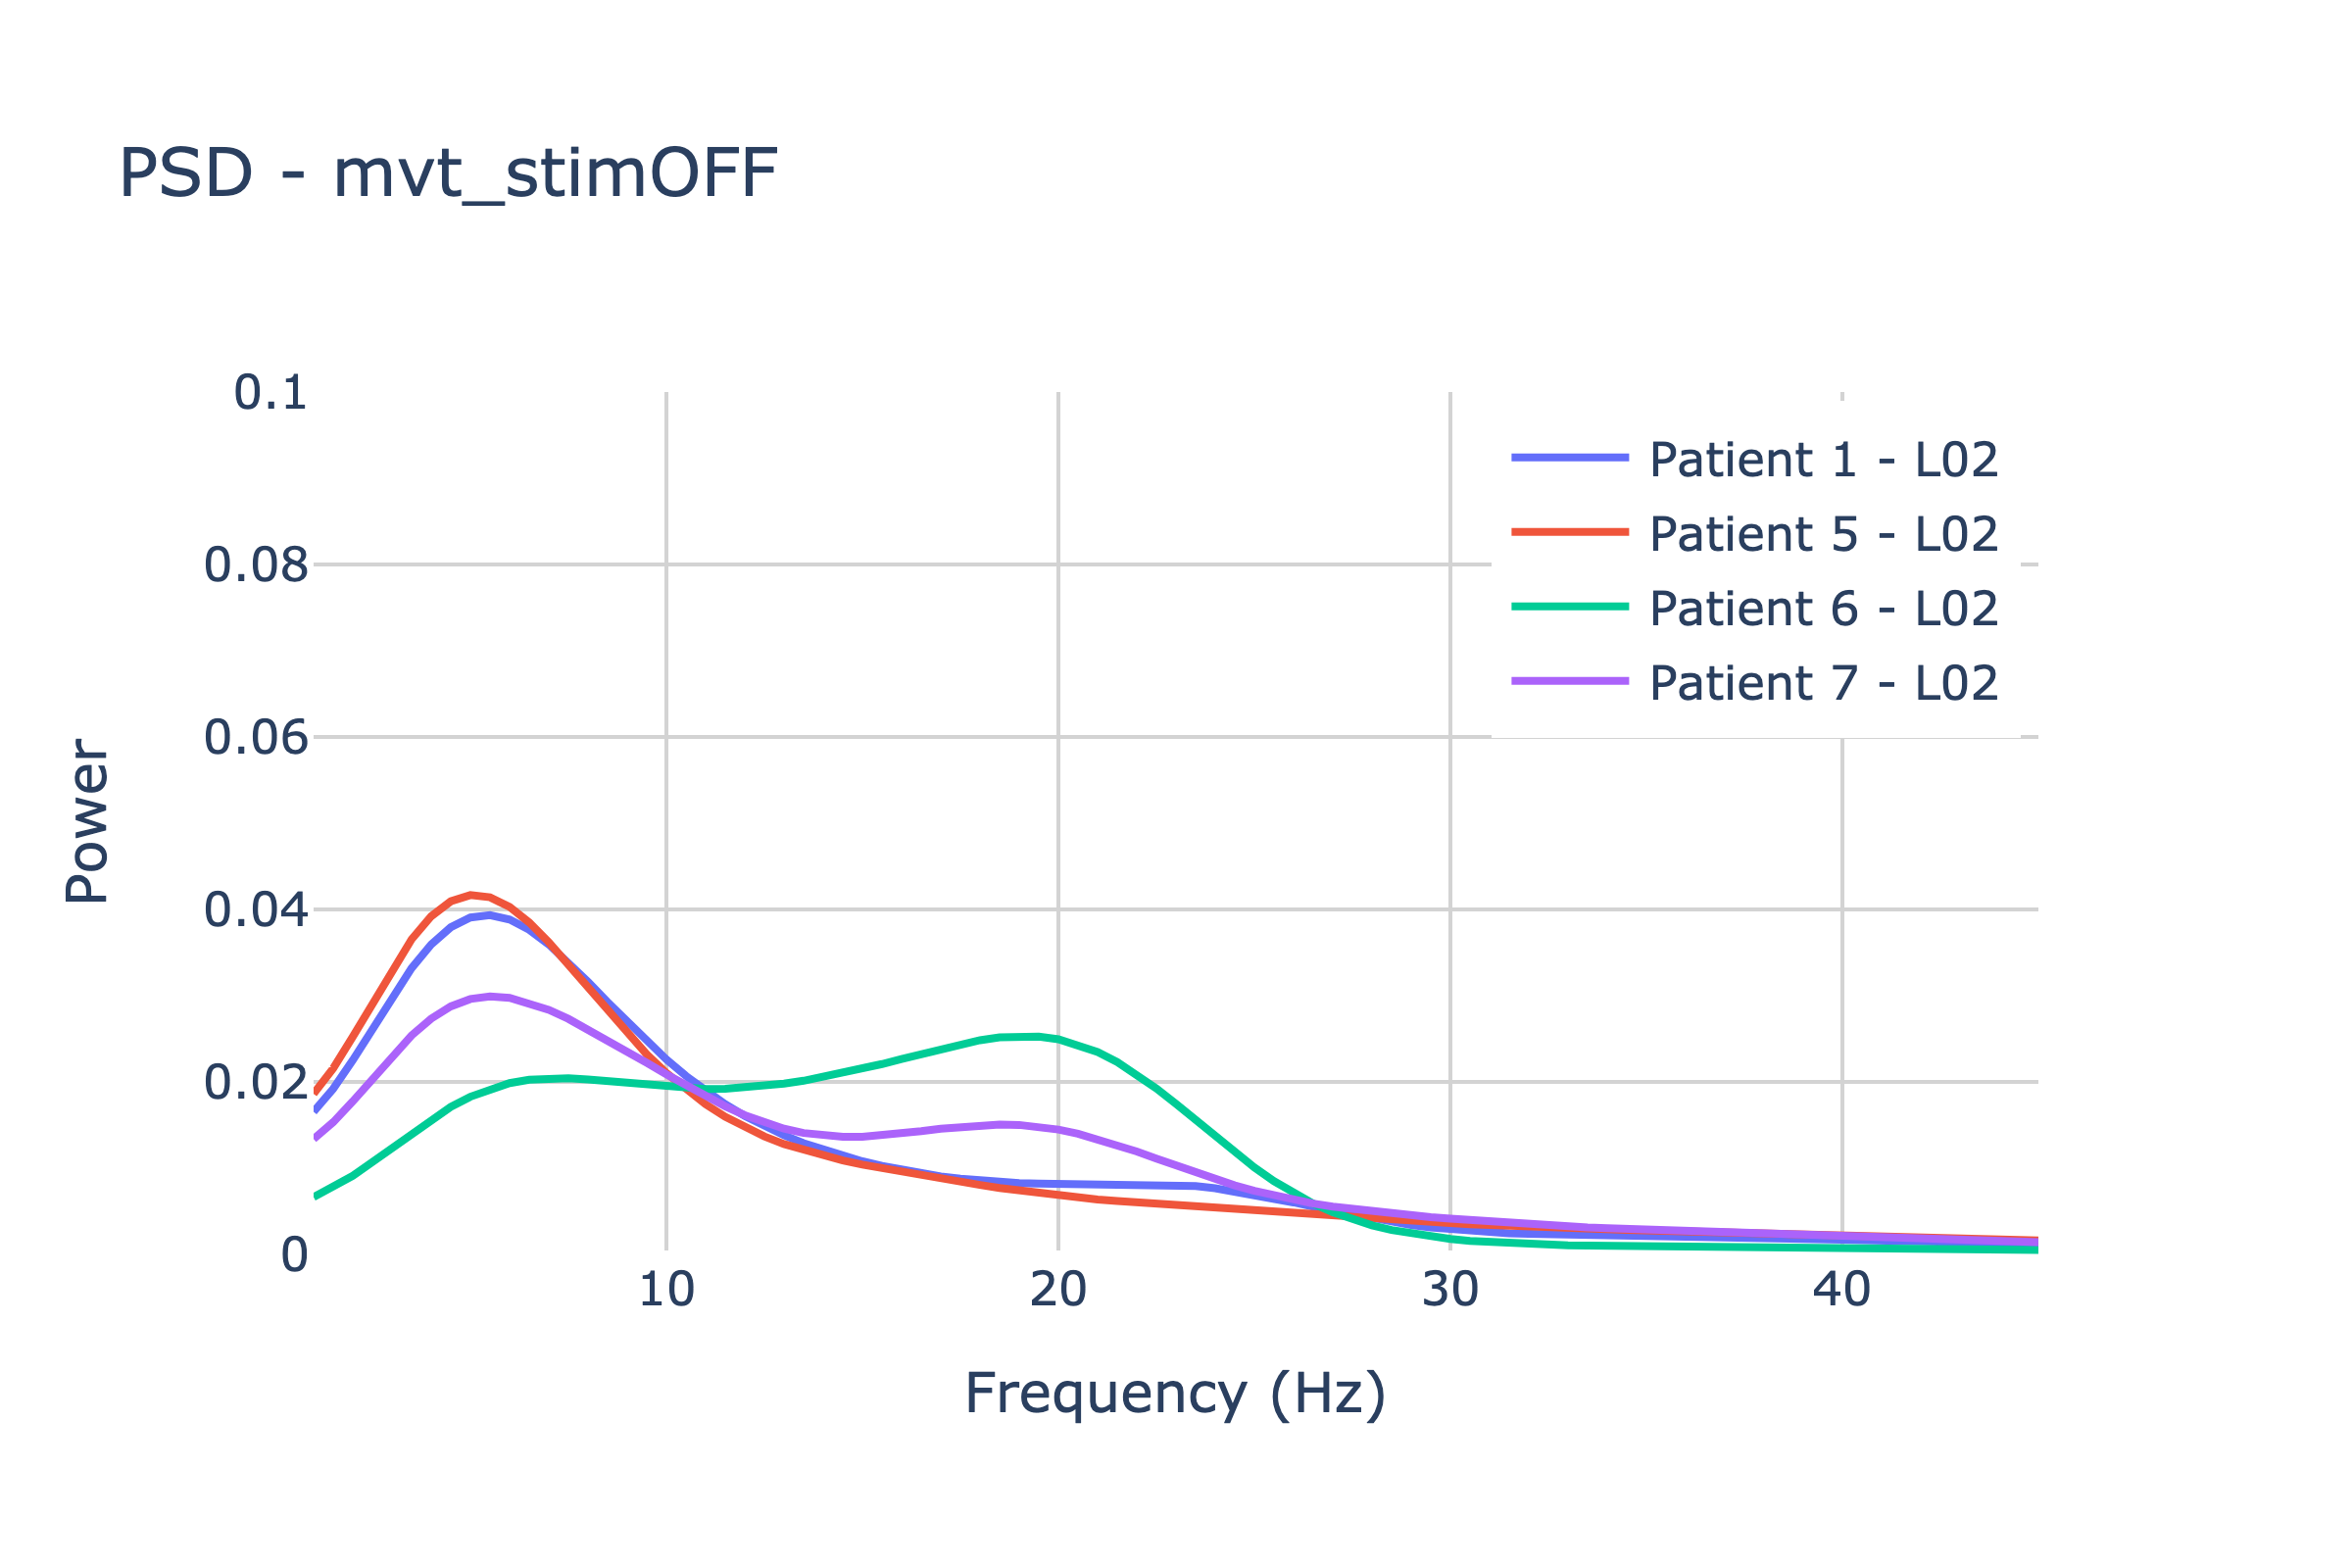 PSD - mvt_stimOFF
0.1
0.08
0.06
0.04
0.02
0
Power
10 20 30 40
Frequency (Hz)
Patient 1 - L02
Patient 5 - L02
Patient 6 - L02
Patient 7 - L02